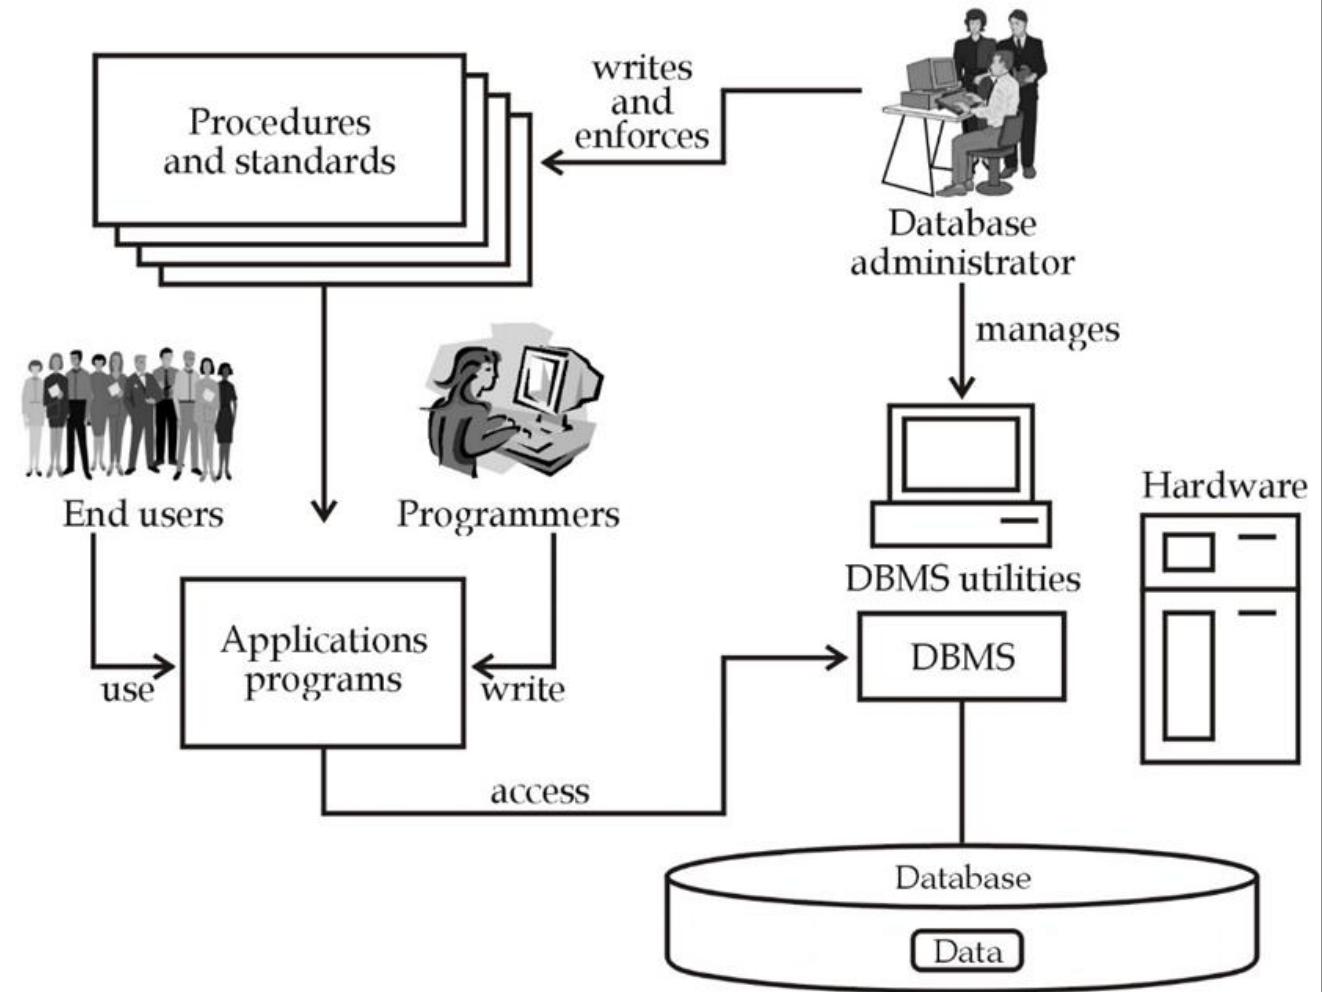 writes
and
enforces
Procedures
and standards
Database
administrator
manages
End users
Programmers
Hardware
DBMS utilities
Applications
programs
use
write
DBMS
access
Database
Data